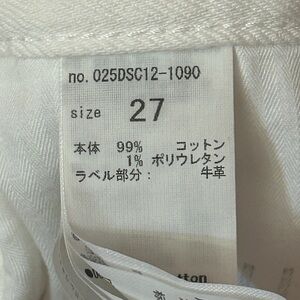 no. 025DSC12-1090
size 27
本体 99% コットン
1% ポリウレタン
ラベル部分: 牛革